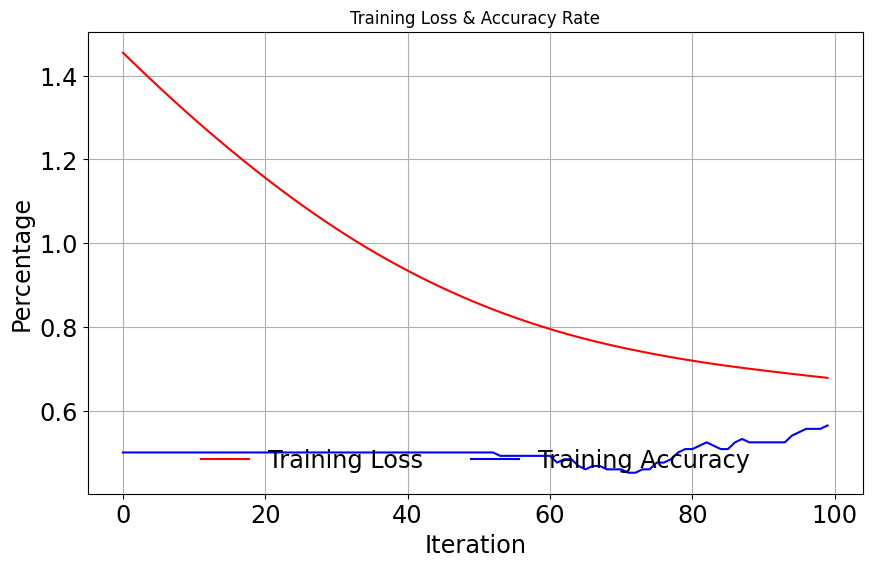 Training Loss & Accuracy Rate
Percentage
1.4
1.2
1.0
0.8
0.6
Training Loss
Training Accuracy
0 20 40 60 80 100
Iteration